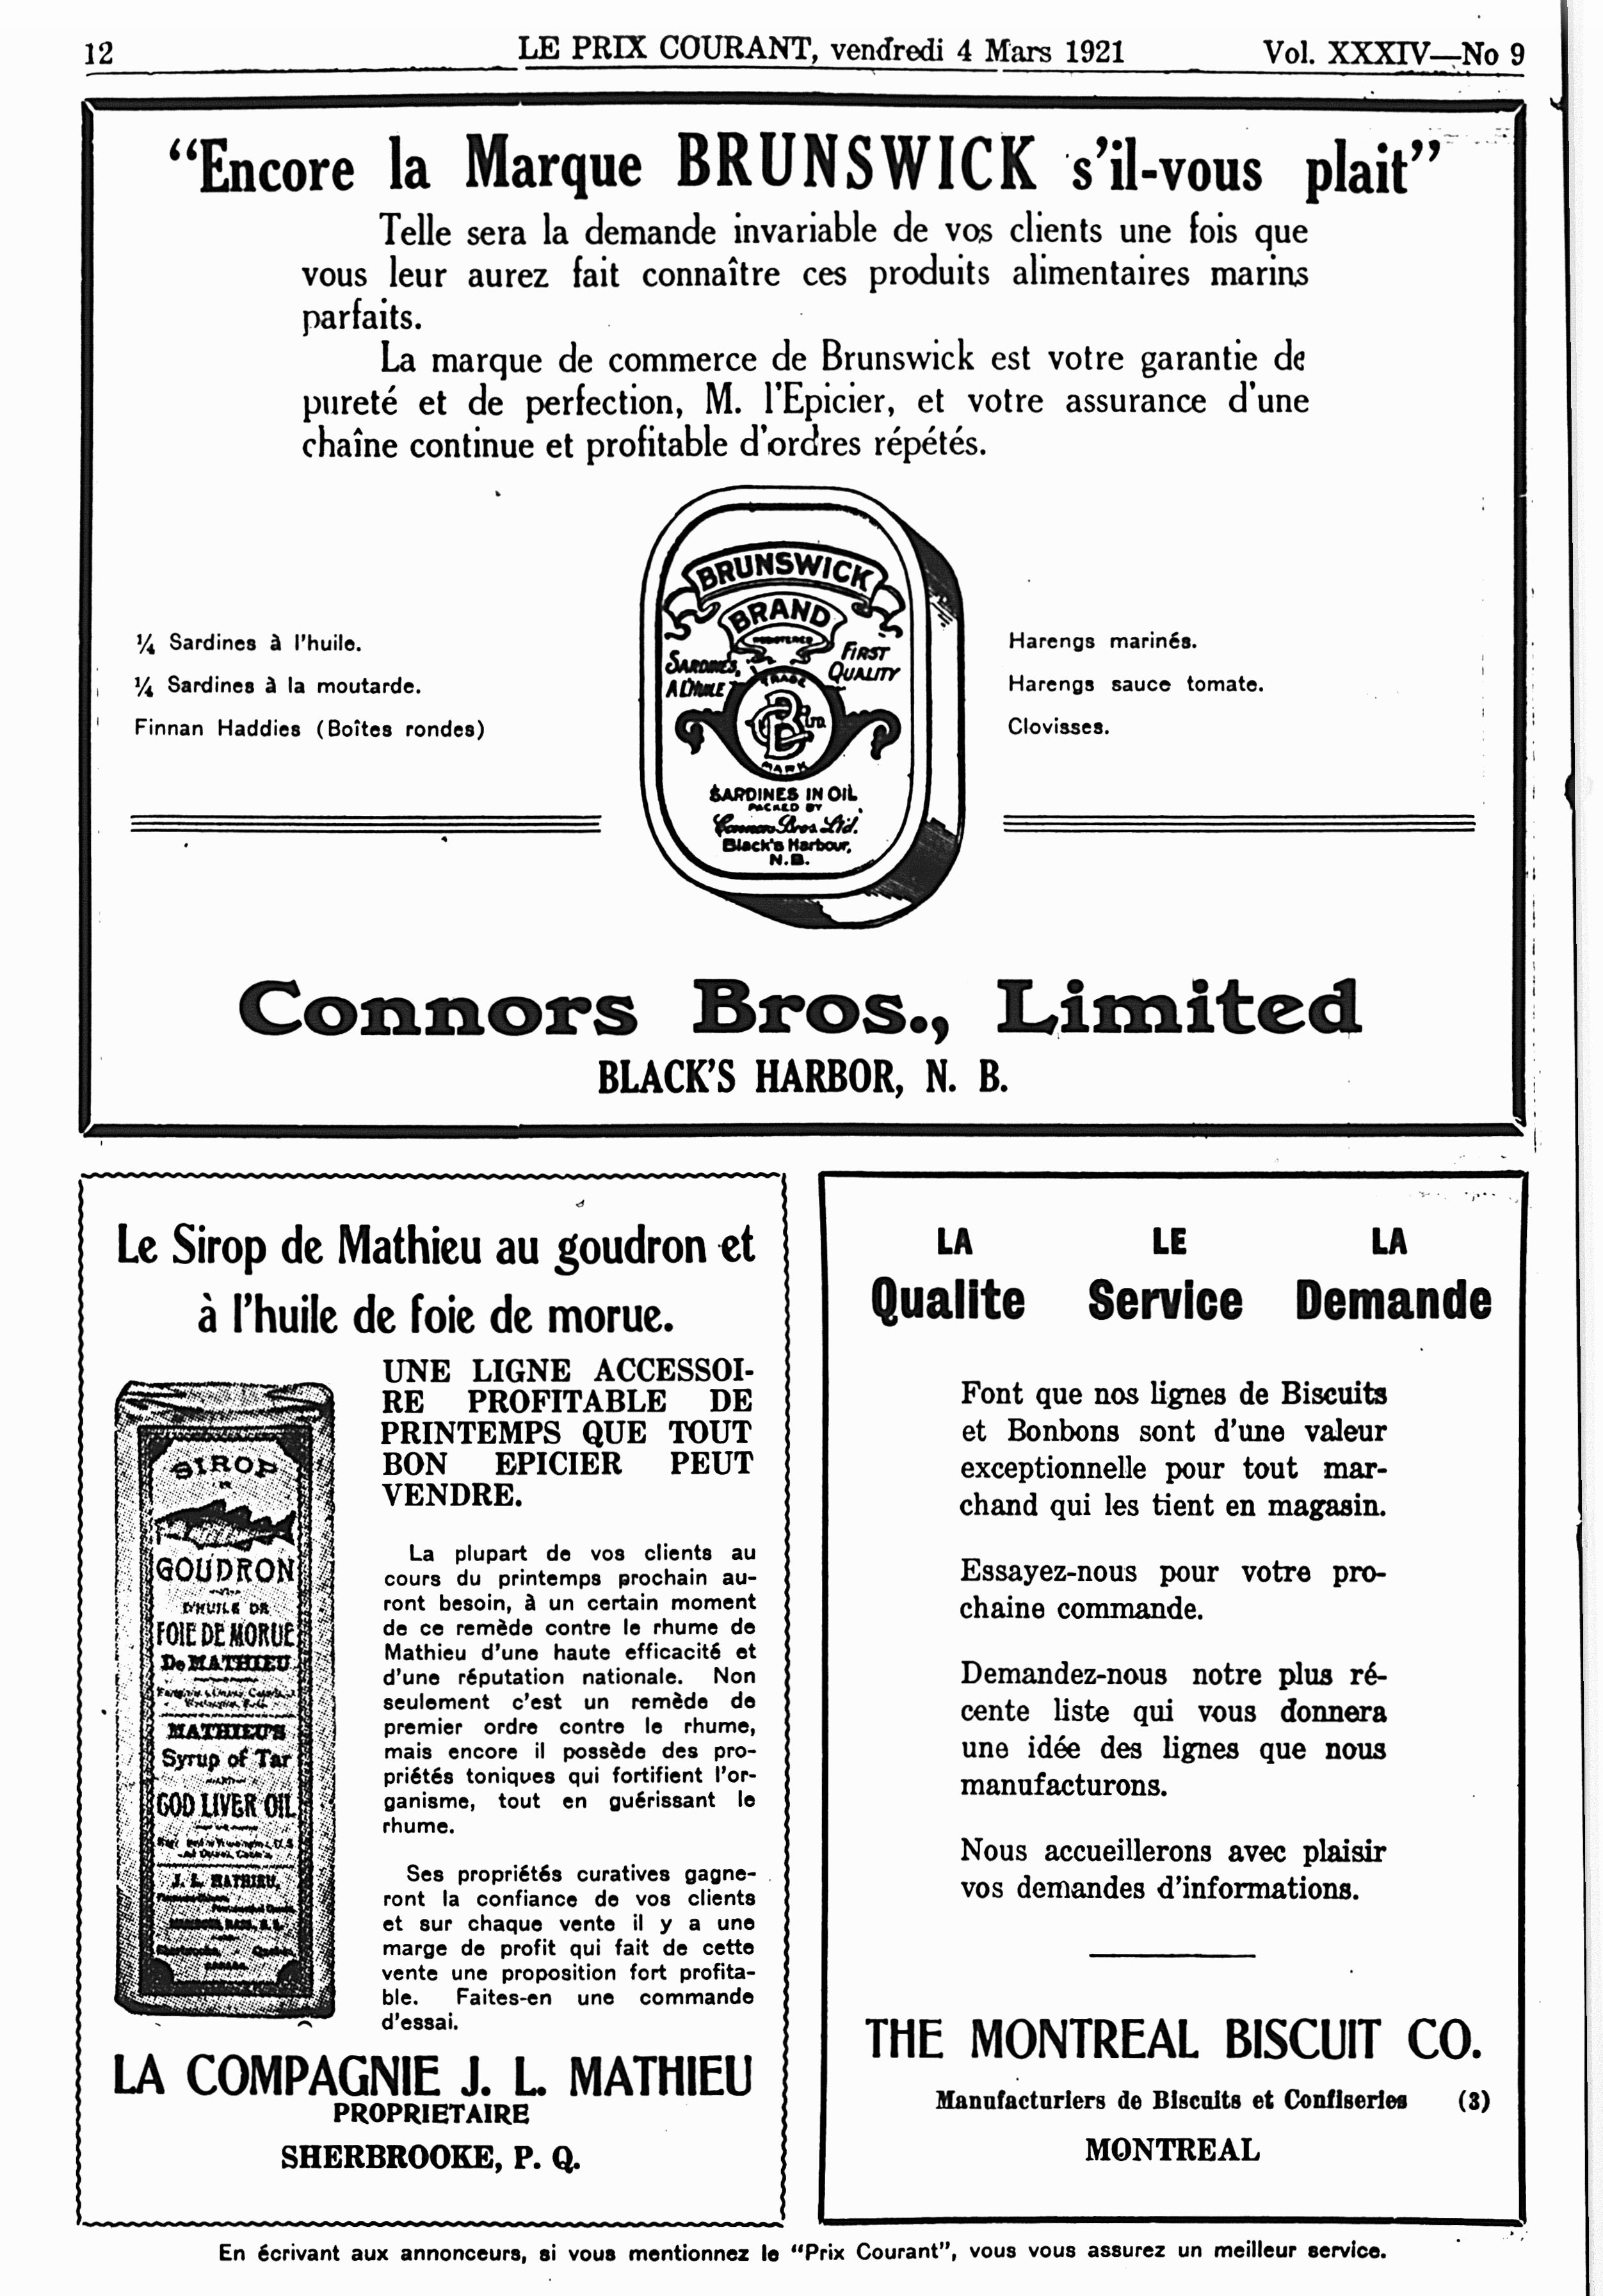 12
LE PRIX COURANT, vendredi 4 Mars 1921
Vol. XXXIV—No 9
“Encore la Marque BRUNSWICK s’il-vous plait”
Telle sera la demande invariable de vos clients une fois que
vous leur aurez fait connaître ces produits alimentaires marins
parfaits.
La marque de commerce de Brunswick est votre garantie de
pureté et de perfection, M. l’Epicier, et votre assurance d’une
chaîne continue et profitable d’ordres répétés.
¼ Sardines à l’huile.
¼ Sardines à la moutarde.
Finnan Haddies (Boîtes rondes)
BRUNSWICK
BRAND
REGISTERED
SARDINES
A L'HUILE
FIRST
QUALITY
TRADE
MARK
SARDINES IN OIL
PACKED BY
Connors Bros Ltd.
Black's Harbour,
N.B.
Harengs marinés.
Harengs sauce tomate.
Clovisses.
Connors Bros., Limited
BLACK’S HARBOR, N. B.
Le Sirop de Mathieu au goudron et
à l’huile de foie de morue.
UNE LIGNE ACCESSOI-
RE PROFITABLE DE
PRINTEMPS QUE TOUT
BON EPICIER PEUT
VENDRE.
SIROP
GOUDRON
D'HUILE DE
FOIE DE MORUE
De MATHIEU
MATHIEU'S
Syrup of Tar
COD LIVER OIL
J. L. MATHIEU,
La plupart de vos clients au
cours du printemps prochain au-
ront besoin, à un certain moment
de ce remède contre le rhume de
Mathieu d’une haute efficacité et
d’une réputation nationale. Non
seulement c’est un remède de
premier ordre contre le rhume,
mais encore il possède des pro-
priétés toniques qui fortifient l’or-
ganisme, tout en guérissant le
rhume.
Ses propriétés curatives gagne-
ront la confiance de vos clients
et sur chaque vente il y a une
marge de profit qui fait de cette
vente une proposition fort profita-
ble. Faites-en une commande
d’essai.
LA COMPAGNIE J. L. MATHIEU
PROPRIETAIRE
SHERBROOKE, P. Q.
LA LE LA
Qualite Service Demande
Font que nos lignes de Biscuits
et Bonbons sont d’une valeur
exceptionnelle pour tout mar-
chand qui les tient en magasin.
Essayez-nous pour votre pro-
chaine commande.
Demandez-nous notre plus ré-
cente liste qui vous donnera
une idée des lignes que nous
manufacturons.
Nous accueillerons avec plaisir
vos demandes d’informations.
THE MONTREAL BISCUIT CO.
Manufacturiers de Biscuits et Confiseries (3)
MONTREAL
En écrivant aux annonceurs, si vous mentionnez le “Prix Courant”, vous vous assurez un meilleur service.